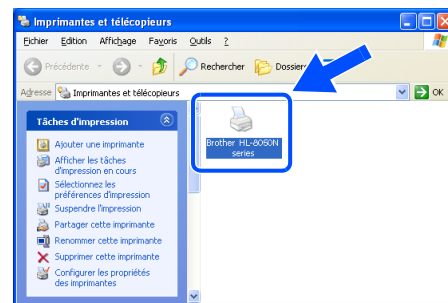 Imprimantes et télécopieurs
Fichier Edition Affichage Favoris Outils ?
Précédente Rechercher Dossiers
Adresse Imprimantes et télécopieurs OK
Tâches d'impression
Ajouter une imprimante
Afficher les tâches
d'impression en cours
Sélectionnez les
préférences d'impression
Suspendre l'impression
Partager cette imprimante
Renommer cette imprimante
Supprimer cette imprimante
Configurer les propriétés
des imprimantes
Brother HL-8050N
series